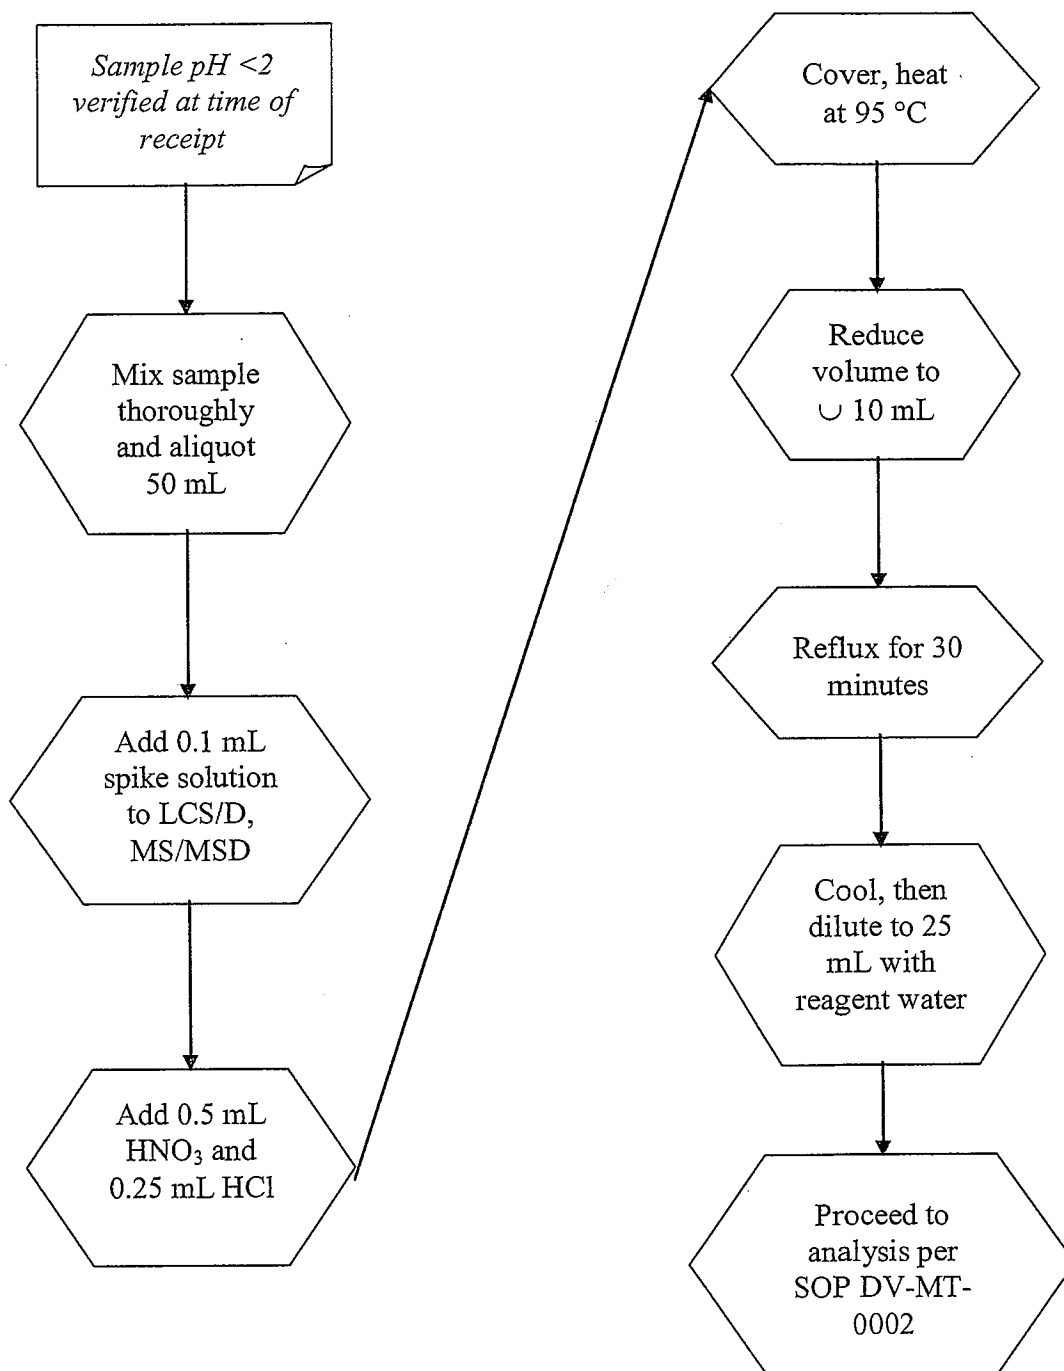 Sample pH <2
verified at time of
receipt
Mix sample
thoroughly
and aliquot
50 mL
Add 0.1 mL
spike solution
to LCS/D,
MS/MSD
Add 0.5 mL
HNO₃ and
0.25 mL HCl
Cover, heat
at 95 °C
Reduce
volume to
∪ 10 mL
Reflux for 30
minutes
Cool, then
dilute to 25
mL with
reagent water
Proceed to
analysis per
SOP DV-MT-
0002